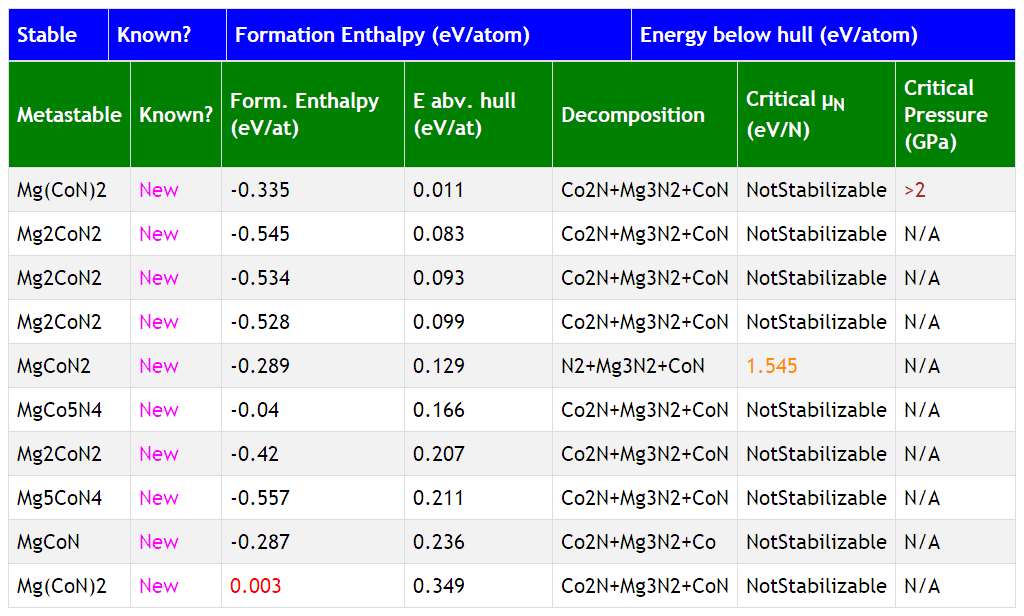 Stable Known? Formation Enthalpy (eV/atom) Energy below hull (eV/atom)
Metastable Known? Form. Enthalpy (eV/at) E abv. hull (eV/at) Decomposition Critical μN (eV/N) Critical Pressure (GPa)
Mg(CoN)2 New -0.335 0.011 Co2N+Mg3N2+CoN NotStabilizable >2
Mg2CoN2 New -0.545 0.083 Co2N+Mg3N2+CoN NotStabilizable N/A
Mg2CoN2 New -0.534 0.093 Co2N+Mg3N2+CoN NotStabilizable N/A
Mg2CoN2 New -0.528 0.099 Co2N+Mg3N2+CoN NotStabilizable N/A
MgCoN2 New -0.289 0.129 N2+Mg3N2+CoN 1.545 N/A
MgCo5N4 New -0.04 0.166 Co2N+Mg3N2+CoN NotStabilizable N/A
Mg2CoN2 New -0.42 0.207 Co2N+Mg3N2+CoN NotStabilizable N/A
Mg5CoN4 New -0.557 0.211 Co2N+Mg3N2+CoN NotStabilizable N/A
MgCoN New -0.287 0.236 Co2N+Mg3N2+Co NotStabilizable N/A
Mg(CoN)2 New 0.003 0.349 Co2N+Mg3N2+CoN NotStabilizable N/A